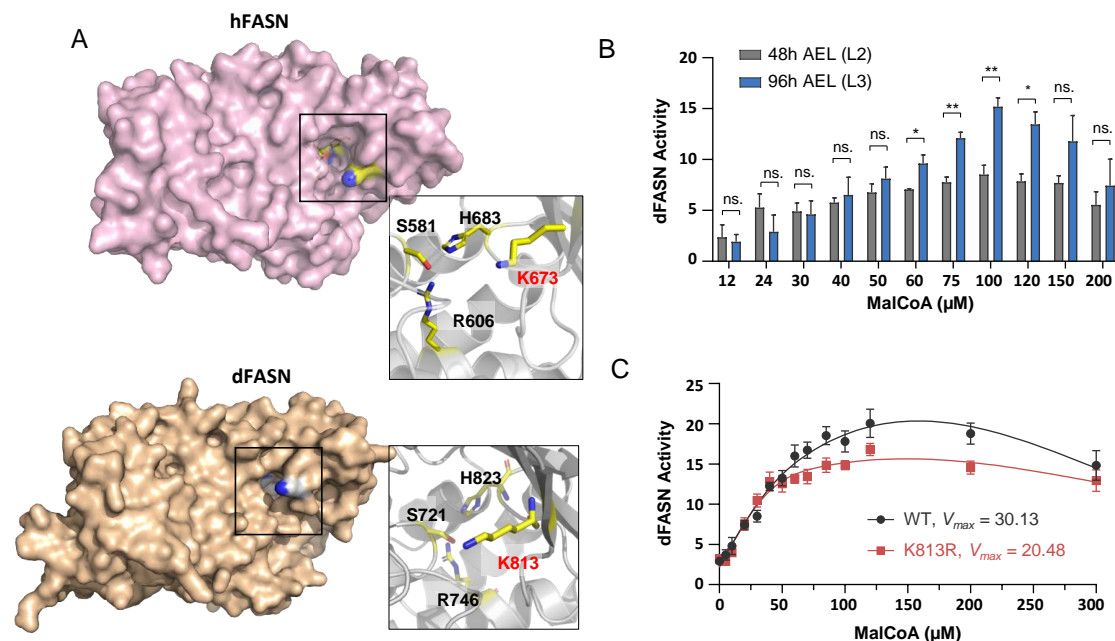 A
hFASN
S581
H683
K673
R606
dFASN
H823
S721
K813
R746
B
48h AEL (L2)
96h AEL (L3)
dFASN Activity
20
15
10
5
0
ns.
ns.
ns.
ns.
ns.
*
**
**
*
ns.
ns.
12 24 30 40 50 60 75 100 120 150 200
MalCoA (μM)
C
dFASN Activity
25
20
15
10
5
0
WT, Vmax = 30.13
K813R, Vmax = 20.48
0 50 100 150 200 250 300
MalCoA (μM)